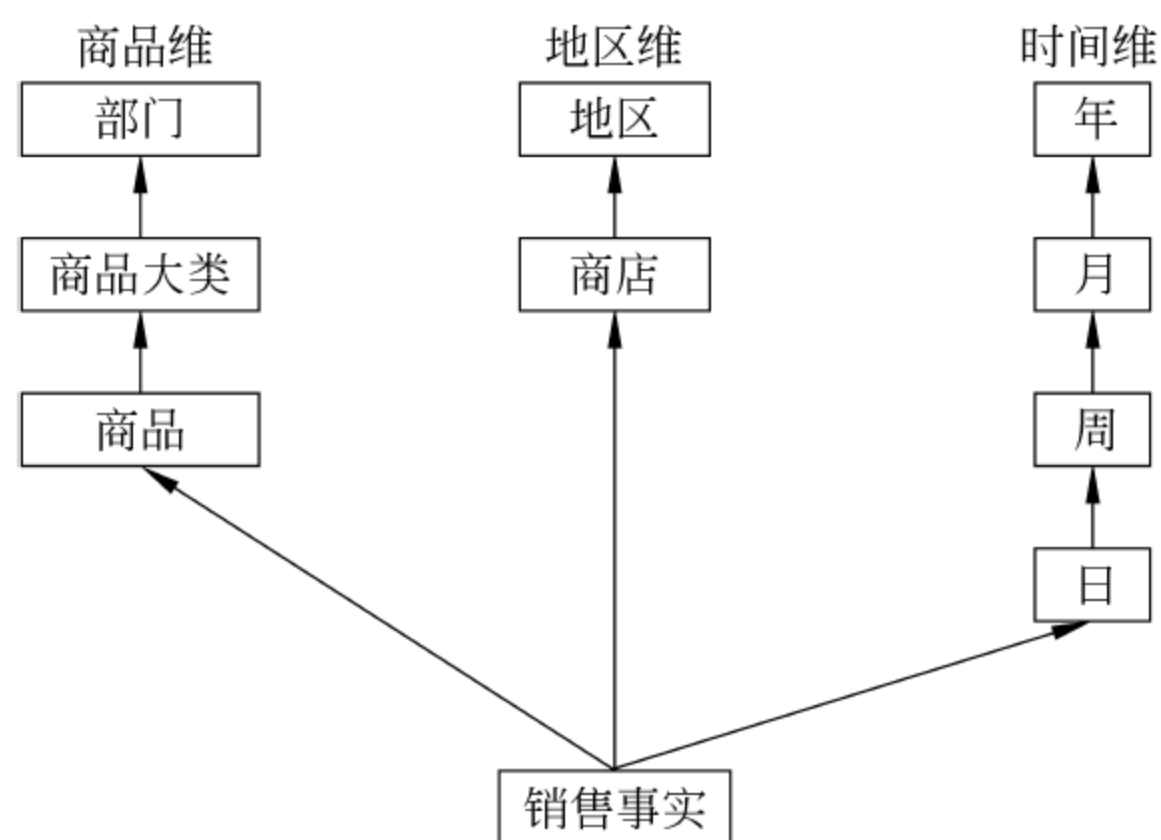 商品维
地区维
时间维
部门
地区
年
商品大类
商店
月
商品
周
日
销售事实